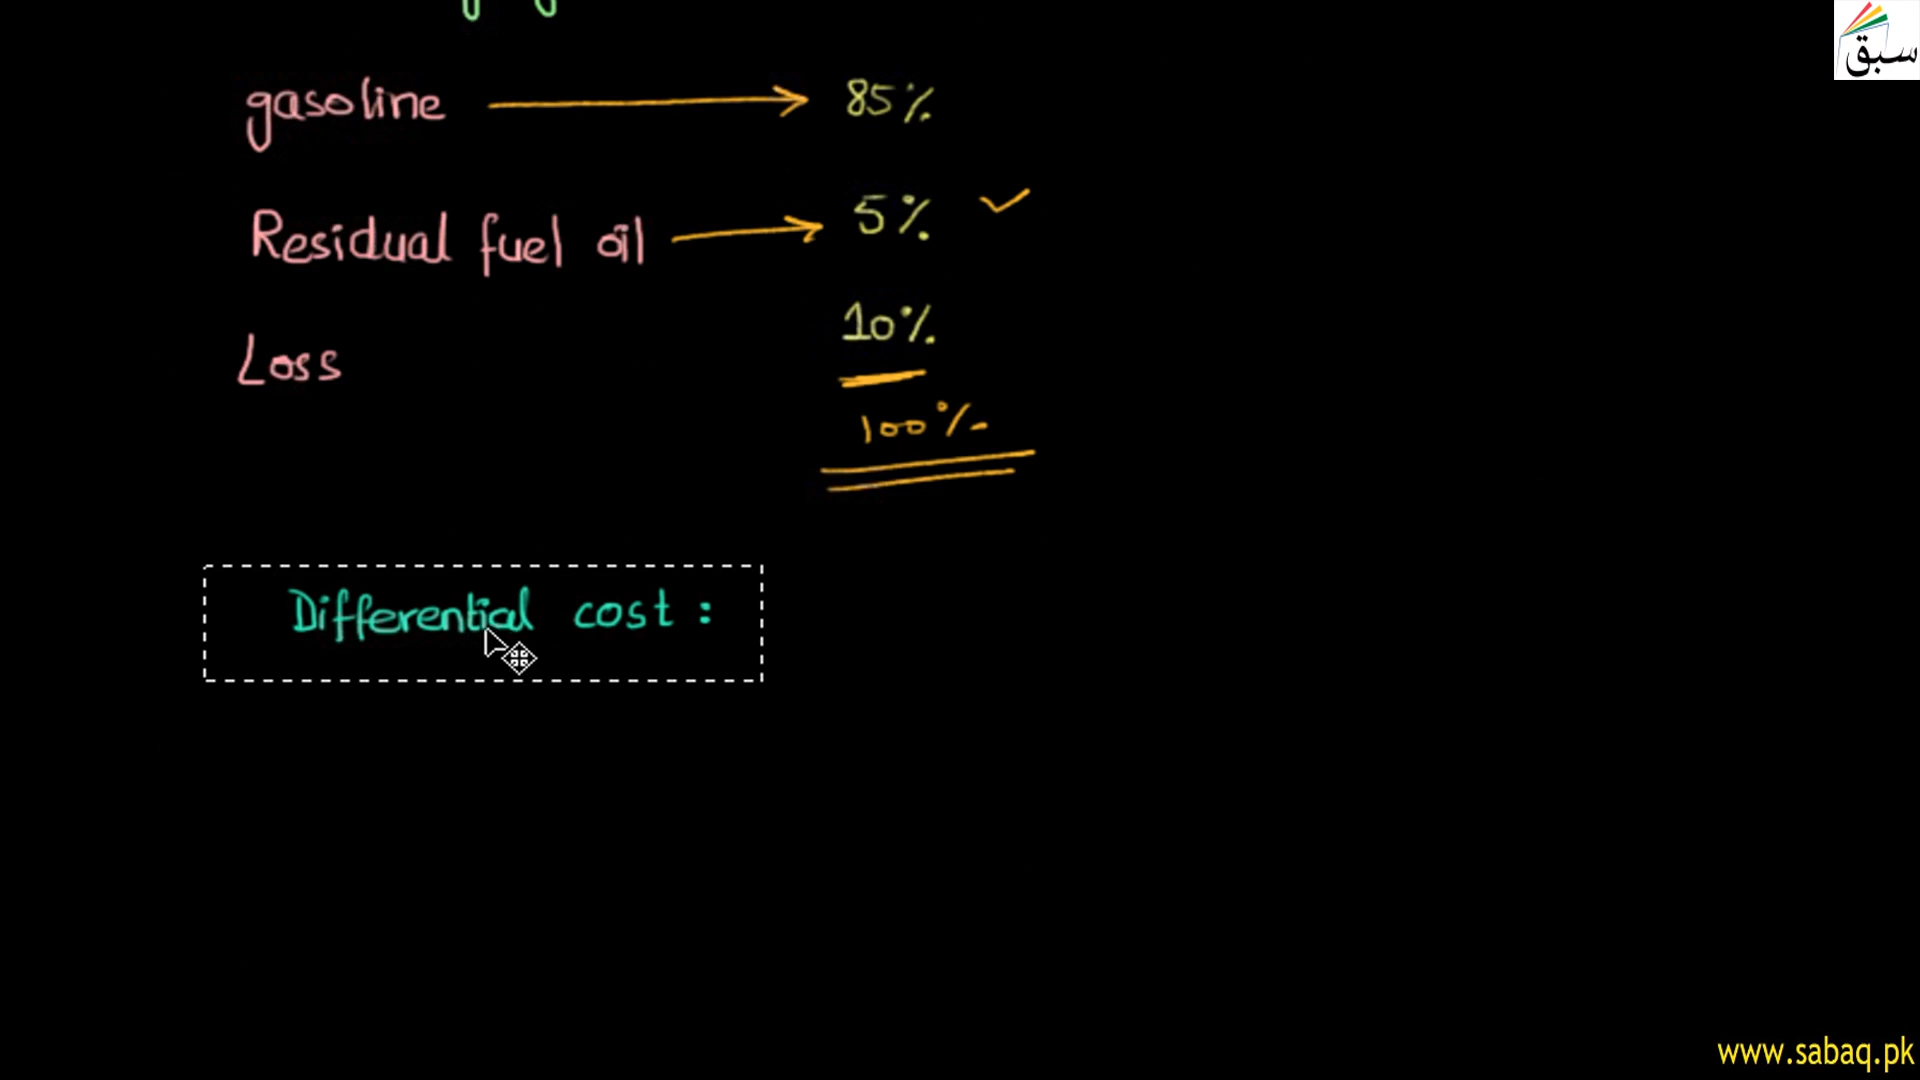 سبق
gasoline → 85%
Residual fuel oil → 5% ✓
Loss 10%
100%
Differential cost :
www.sabaq.pk